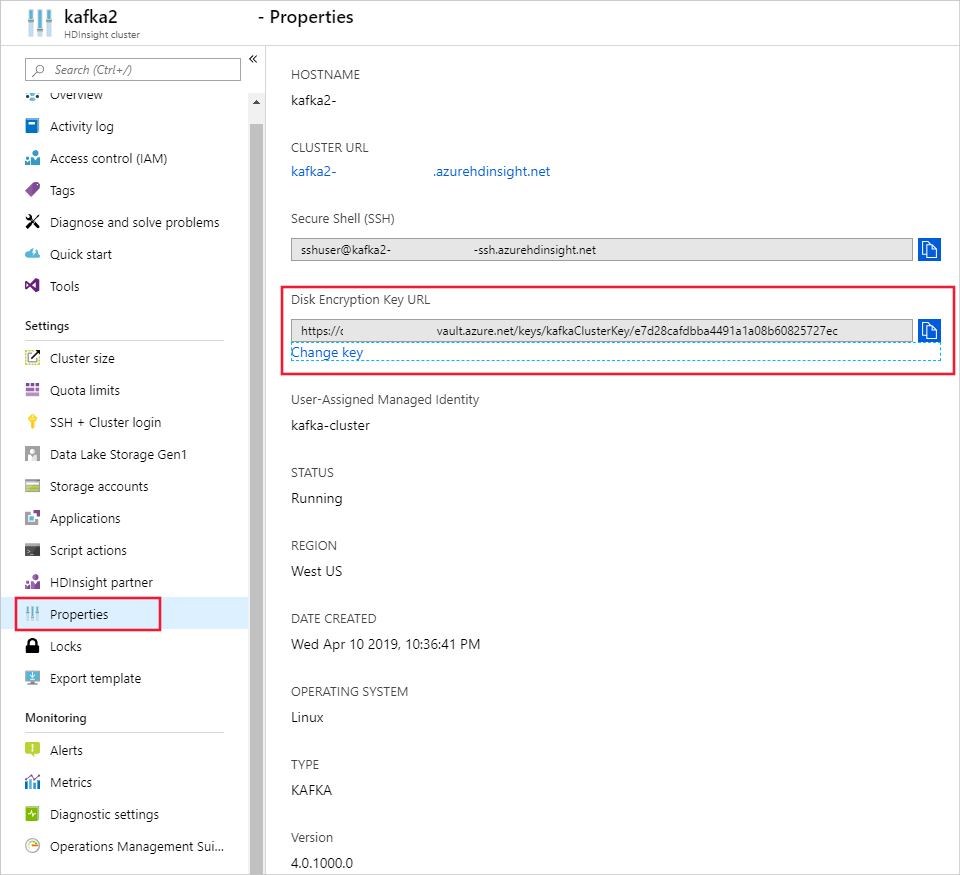 kafka2 - Properties
HDInsight cluster
«
Search (Ctrl+/)
Overview
Activity log
Access control (IAM)
Tags
Diagnose and solve problems
Quick start
Tools
Settings
Cluster size
Quota limits
SSH + Cluster login
Data Lake Storage Gen1
Storage accounts
Applications
Script actions
HDInsight partner
Properties
Locks
Export template
Monitoring
Alerts
Metrics
Diagnostic settings
Operations Management Sui...
HOSTNAME
kafka2-
CLUSTER URL
kafka2- .azurehdinsight.net
Secure Shell (SSH)
sshuser@kafka2- -ssh.azurehdinsight.net
Disk Encryption Key URL
https://c vault.azure.net/keys/kafkaClusterKey/e7d28cafdbba4491a1a08b60825727ec
Change key
User-Assigned Managed Identity
kafka-cluster
STATUS
Running
REGION
West US
DATE CREATED
Wed Apr 10 2019, 10:36:41 PM
OPERATING SYSTEM
Linux
TYPE
KAFKA
Version
4.0.1000.0